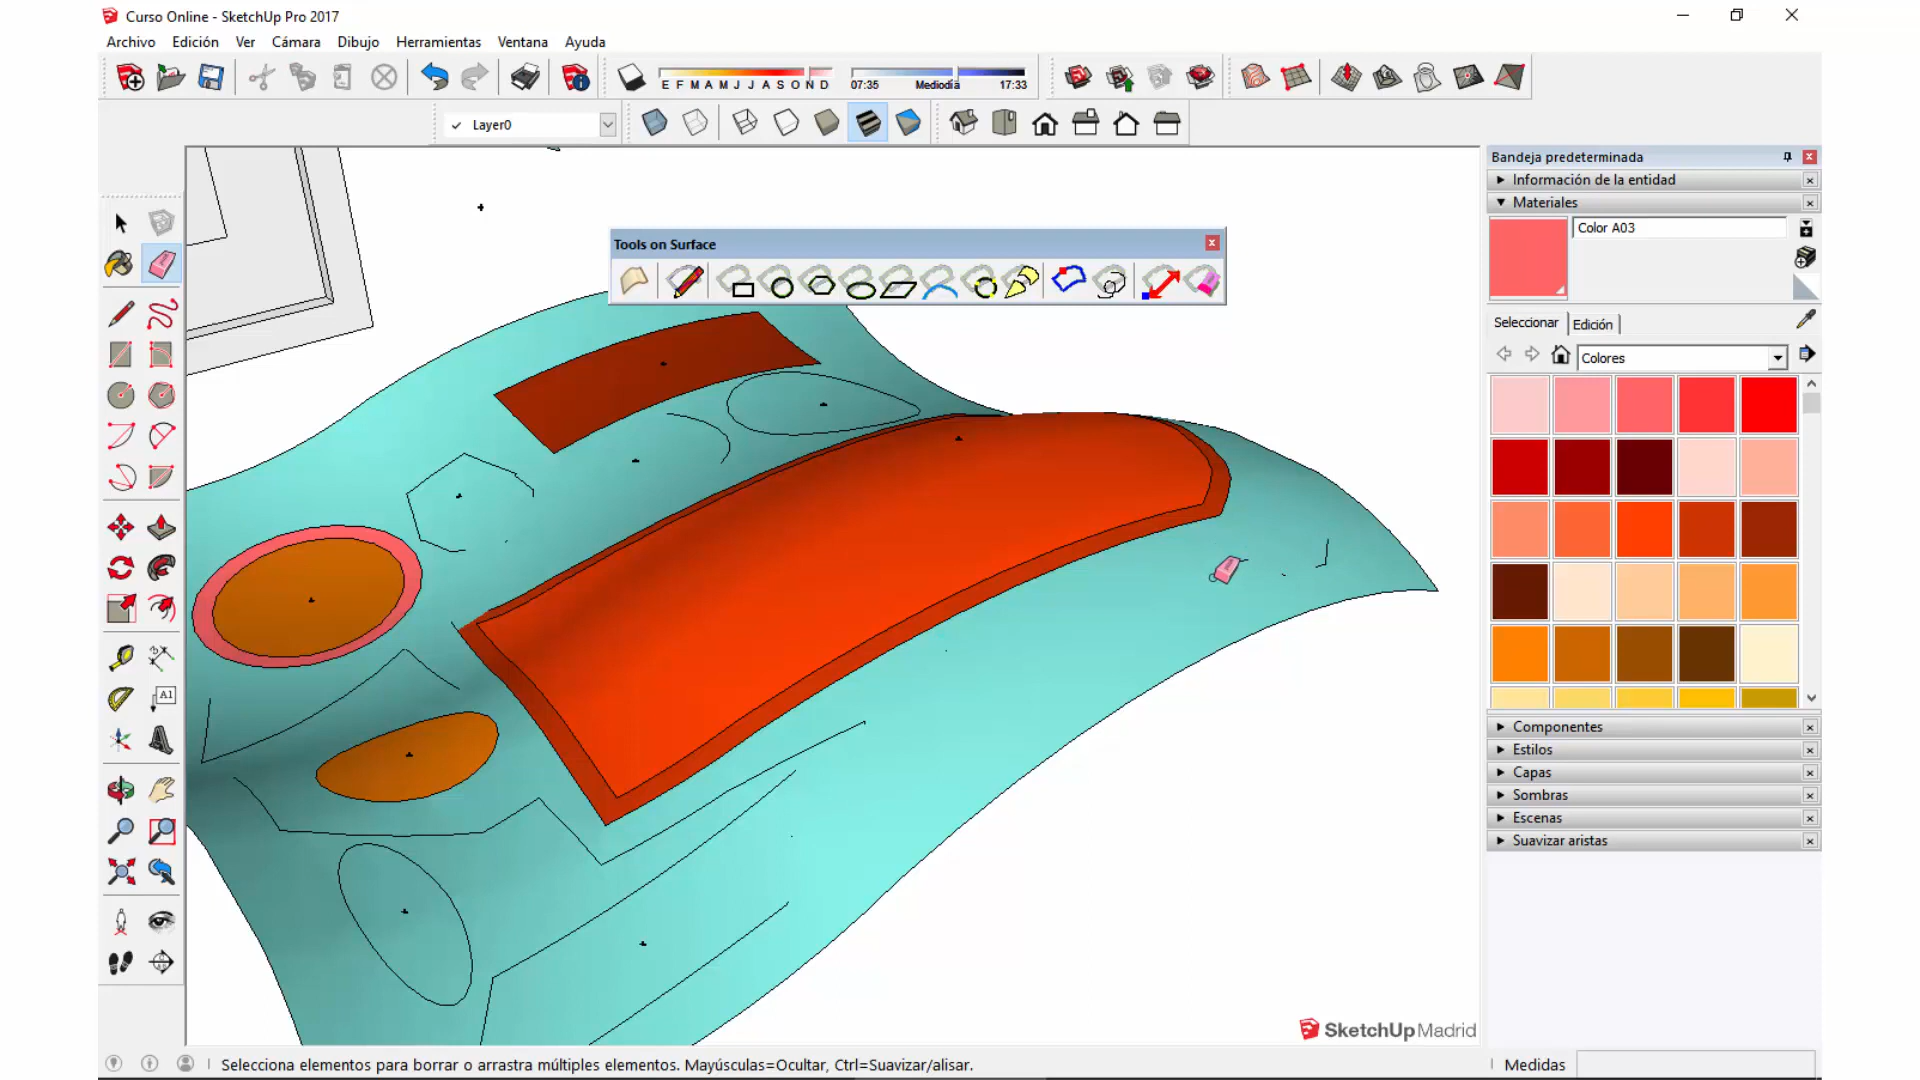 Curso Online - SketchUp Pro 2017
Archivo Edición Ver Cámara Dibujo Herramientas Ventana Ayuda
E F M A M J J A S O N D
07:35 Mediodía 17:33
Layer0
Tools on Surface
Bandeja predeterminada
Información de la entidad
Materiales
Color A03
Seleccionar Edición
Colores
A1
Componentes
Estilos
Capas
Sombras
Escenas
Suavizar aristas
SketchUp Madrid
Selecciona elementos para borrar o arrastra múltiples elementos. Mayúsculas=Ocultar, Ctrl=Suavizar/alisar.
Medidas